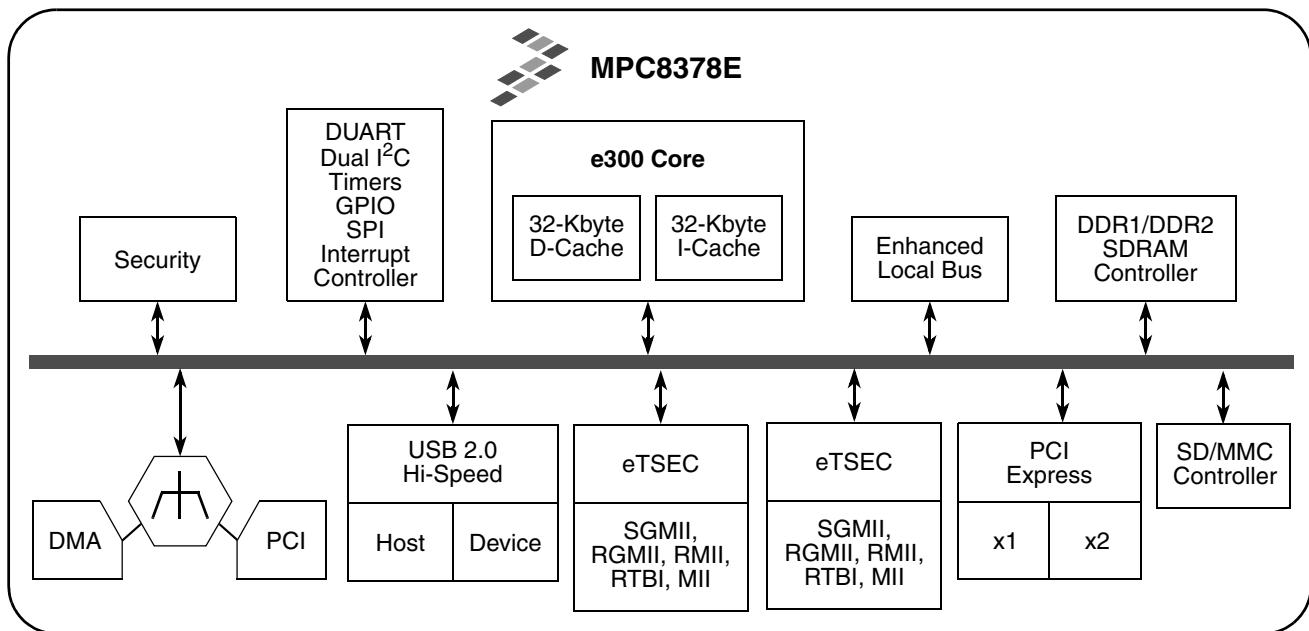 MPC8378E
DUART
Dual I²C
Timers
GPIO
SPI
Interrupt
Controller
e300 Core
32-Kbyte
D-Cache
32-Kbyte
I-Cache
Security
Enhanced
Local Bus
DDR1/DDR2
SDRAM
Controller
DMA
PCI
USB 2.0
Hi-Speed
Host
Device
eTSEC
SGMII,
RGMII, RMII,
RTBI, MII
eTSEC
SGMII,
RGMII, RMII,
RTBI, MII
PCI
Express
x1
x2
SD/MMC
Controller